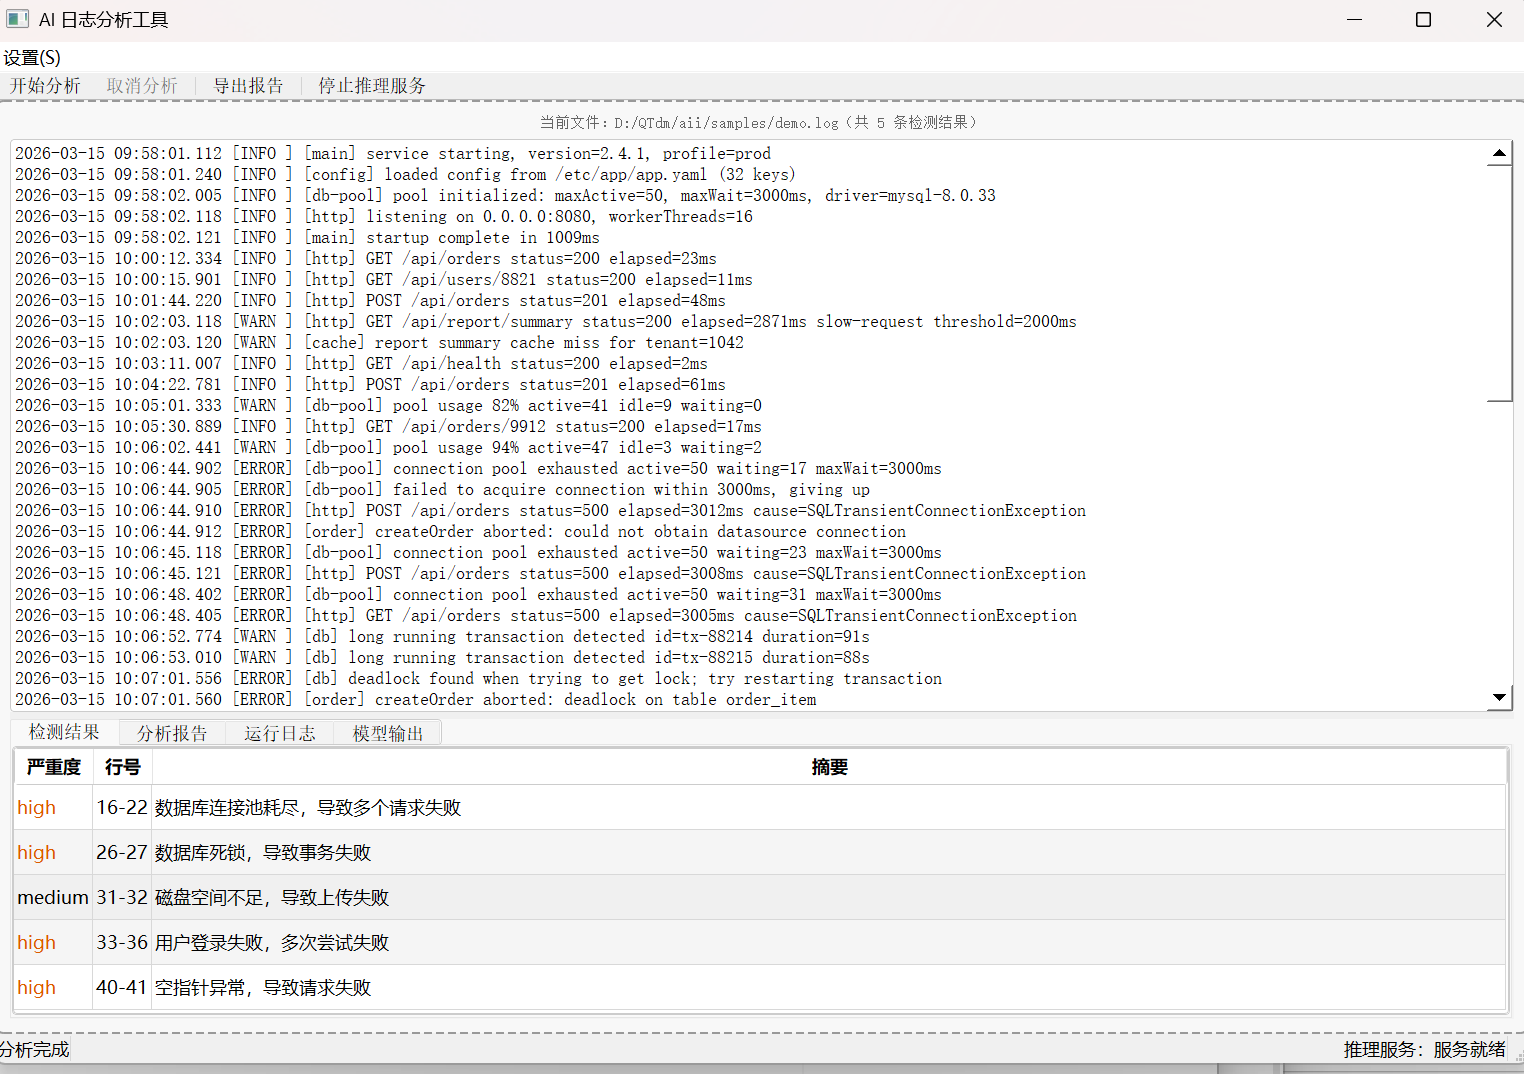 AI 日志分析工具
设置(S)
开始分析 取消分析 导出报告 停止推理服务
当前文件：D:/QTdm/aii/samples/demo.log（共 5 条检测结果）
2026-03-15 09:58:01.112 [INFO ] [main] service starting, version=2.4.1, profile=prod
2026-03-15 09:58:01.240 [INFO ] [config] loaded config from /etc/app/app.yaml (32 keys)
2026-03-15 09:58:02.005 [INFO ] [db-pool] pool initialized: maxActive=50, maxWait=3000ms, driver=mysql-8.0.33
2026-03-15 09:58:02.118 [INFO ] [http] listening on 0.0.0.0:8080, workerThreads=16
2026-03-15 09:58:02.121 [INFO ] [main] startup complete in 1009ms
2026-03-15 10:00:12.334 [INFO ] [http] GET /api/orders status=200 elapsed=23ms
2026-03-15 10:00:15.901 [INFO ] [http] GET /api/users/8821 status=200 elapsed=11ms
2026-03-15 10:01:44.220 [INFO ] [http] POST /api/orders status=201 elapsed=48ms
2026-03-15 10:02:03.118 [WARN ] [http] GET /api/report/summary status=200 elapsed=2871ms slow-request threshold=2000ms
2026-03-15 10:02:03.120 [WARN ] [cache] report summary cache miss for tenant=1042
2026-03-15 10:03:11.007 [INFO ] [http] GET /api/health status=200 elapsed=2ms
2026-03-15 10:04:22.781 [INFO ] [http] POST /api/orders status=201 elapsed=61ms
2026-03-15 10:05:01.333 [WARN ] [db-pool] pool usage 82% active=41 idle=9 waiting=0
2026-03-15 10:05:30.889 [INFO ] [http] GET /api/orders/9912 status=200 elapsed=17ms
2026-03-15 10:06:02.441 [WARN ] [db-pool] pool usage 94% active=47 idle=3 waiting=2
2026-03-15 10:06:44.902 [ERROR] [db-pool] connection pool exhausted active=50 waiting=17 maxWait=3000ms
2026-03-15 10:06:44.905 [ERROR] [db-pool] failed to acquire connection within 3000ms, giving up
2026-03-15 10:06:44.910 [ERROR] [http] POST /api/orders status=500 elapsed=3012ms cause=SQLTransientConnectionException
2026-03-15 10:06:44.912 [ERROR] [order] createOrder aborted: could not obtain datasource connection
2026-03-15 10:06:45.118 [ERROR] [db-pool] connection pool exhausted active=50 waiting=23 maxWait=3000ms
2026-03-15 10:06:45.121 [ERROR] [http] POST /api/orders status=500 elapsed=3008ms cause=SQLTransientConnectionException
2026-03-15 10:06:48.402 [ERROR] [db-pool] connection pool exhausted active=50 waiting=31 maxWait=3000ms
2026-03-15 10:06:48.405 [ERROR] [http] GET /api/orders status=500 elapsed=3005ms cause=SQLTransientConnectionException
2026-03-15 10:06:52.774 [WARN ] [db] long running transaction detected id=tx-88214 duration=91s
2026-03-15 10:06:53.010 [WARN ] [db] long running transaction detected id=tx-88215 duration=88s
2026-03-15 10:07:01.556 [ERROR] [db] deadlock found when trying to get lock; try restarting transaction
2026-03-15 10:07:01.560 [ERROR] [order] createOrder aborted: deadlock on table order_item
检测结果 分析报告 运行日志 模型输出
严重度 行号 摘要
high 16-22 数据库连接池耗尽，导致多个请求失败
high 26-27 数据库死锁，导致事务失败
medium 31-32 磁盘空间不足，导致上传失败
high 33-36 用户登录失败，多次尝试失败
high 40-41 空指针异常，导致请求失败
分析完成 推理服务：服务就绪